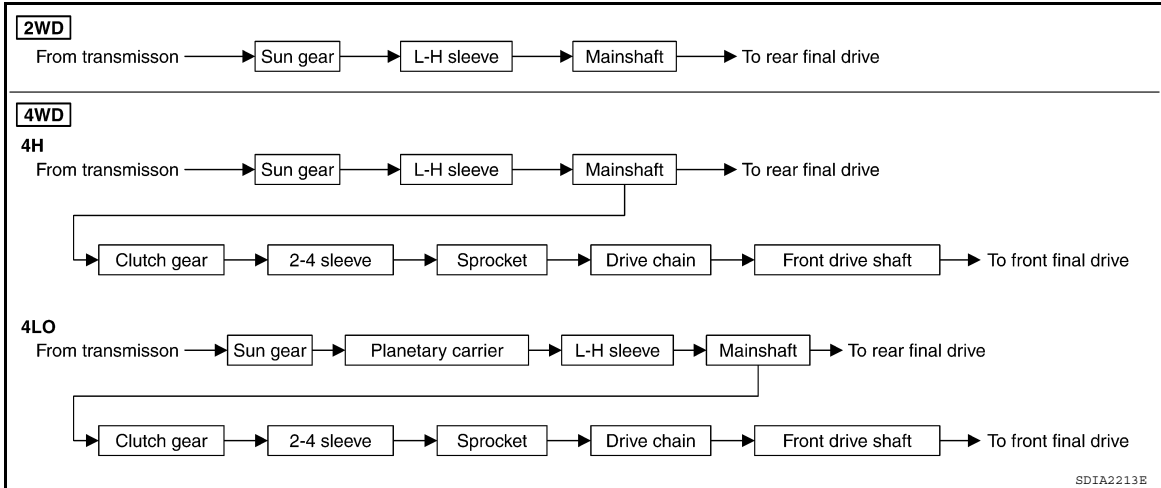 2WD
From transmisson Sun gear L-H sleeve Mainshaft To rear final drive
4WD
4H
From transmisson Sun gear L-H sleeve Mainshaft To rear final drive
Clutch gear 2-4 sleeve Sprocket Drive chain Front drive shaft To front final drive
4LO
From transmisson Sun gear Planetary carrier L-H sleeve Mainshaft To rear final drive
Clutch gear 2-4 sleeve Sprocket Drive chain Front drive shaft To front final drive
SDIA2213E